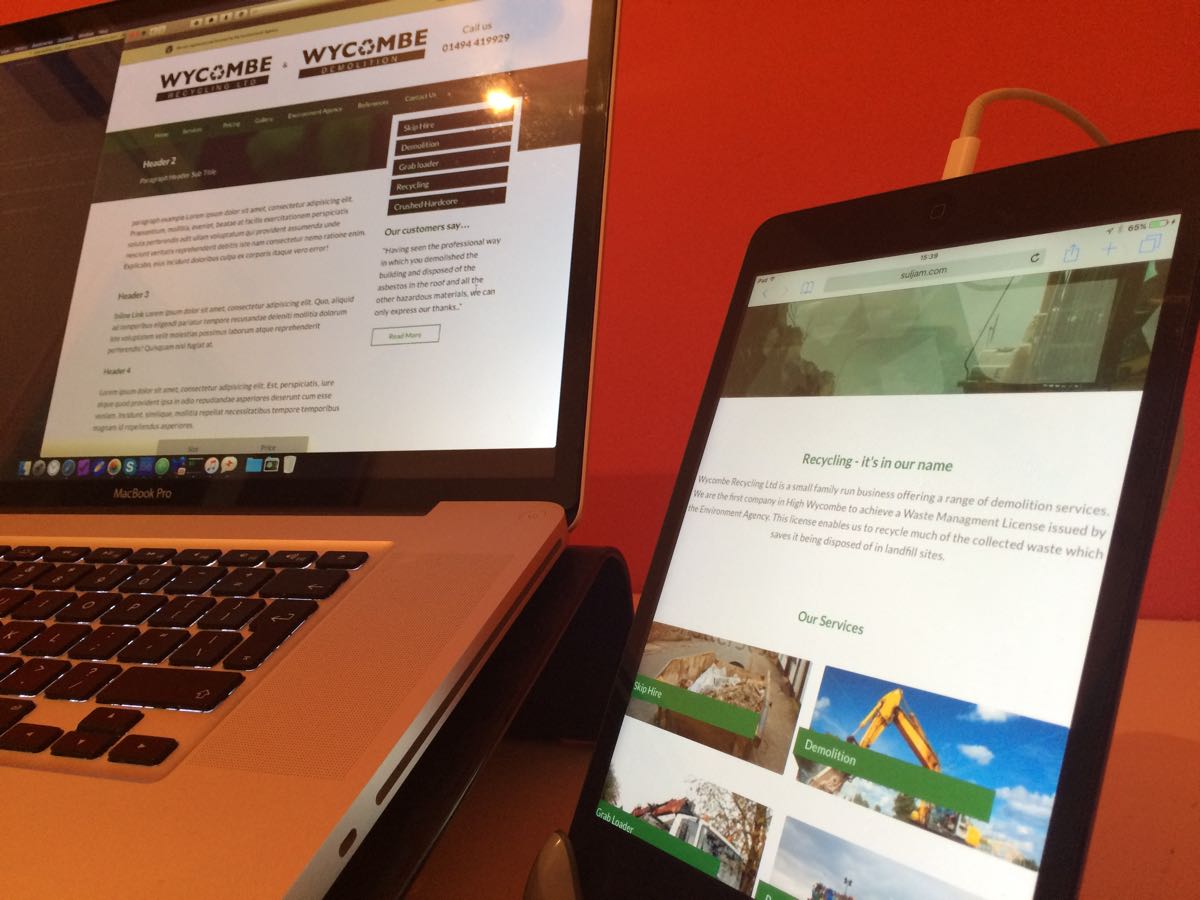 WYCOMBE
RECYCLING LTD
&
WYCOMBE
DEMOLITION
Call us
01494 419929
Home Services Pricing Gallery Environment Agency References Contact Us
Header 2
Paragraph Header Sub Title
Skip Hire
Demolition
Grab loader
Recycling
Crushed Hardcore
paragraph example Lorem ipsum dolor sit amet, consectetur adipisicing elit.
Praesentium, mollitia, eveniet, beatae at facilis exercitationem perspiciatis
soluta perferendis edit ullam voluptatum qui provident assumenda unde
nesciunt veritatis reprehenderit debitis iste nam consectetur nemo ratione enim.
Explicabo, eius incidunt doloribus culpa ex corporis itaque vero error!
Header 3
Inline Link Lorem ipsum dolor sit amet, consectetur adipisicing elit. Quo, aliquid
ad temporibus eligendi pariatur tempore recusandae deleniti mollitia dolorum
iste voluptatem velit molestias possimus laborum atque reprehenderit
perferendis? Quisquam nisi fugiat at.
Header 4
Lorem ipsum dolor sit amet, consectetur adipisicing elit. Est, perspiciatis, iure
eque quod provident ipsa in odio repudiandae asperiores deserunt cum esse
veniam. Incidunt, similique, mollitia repellat necessitatibus tempore temporibus
magnam id repellendus asperiores.
Size Price
Our customers say...
"Having seen the professional way
in which you demolished the
building and disposed of the
asbestos in the roof and all the
other hazardous materials, we can
only express our thanks.."
Read More
MacBook Pro
iPad 15:39 65%
suljam.com
Recycling - it's in our name
Wycombe Recycling Ltd is a small family run business offering a range of demolition services.
We are the first company in High Wycombe to achieve a Waste Managment License issued by
the Environment Agency. This license enables us to recycle much of the collected waste which
saves it being disposed of in landfill sites.
Our Services
Skip Hire
Demolition
Grab Loader